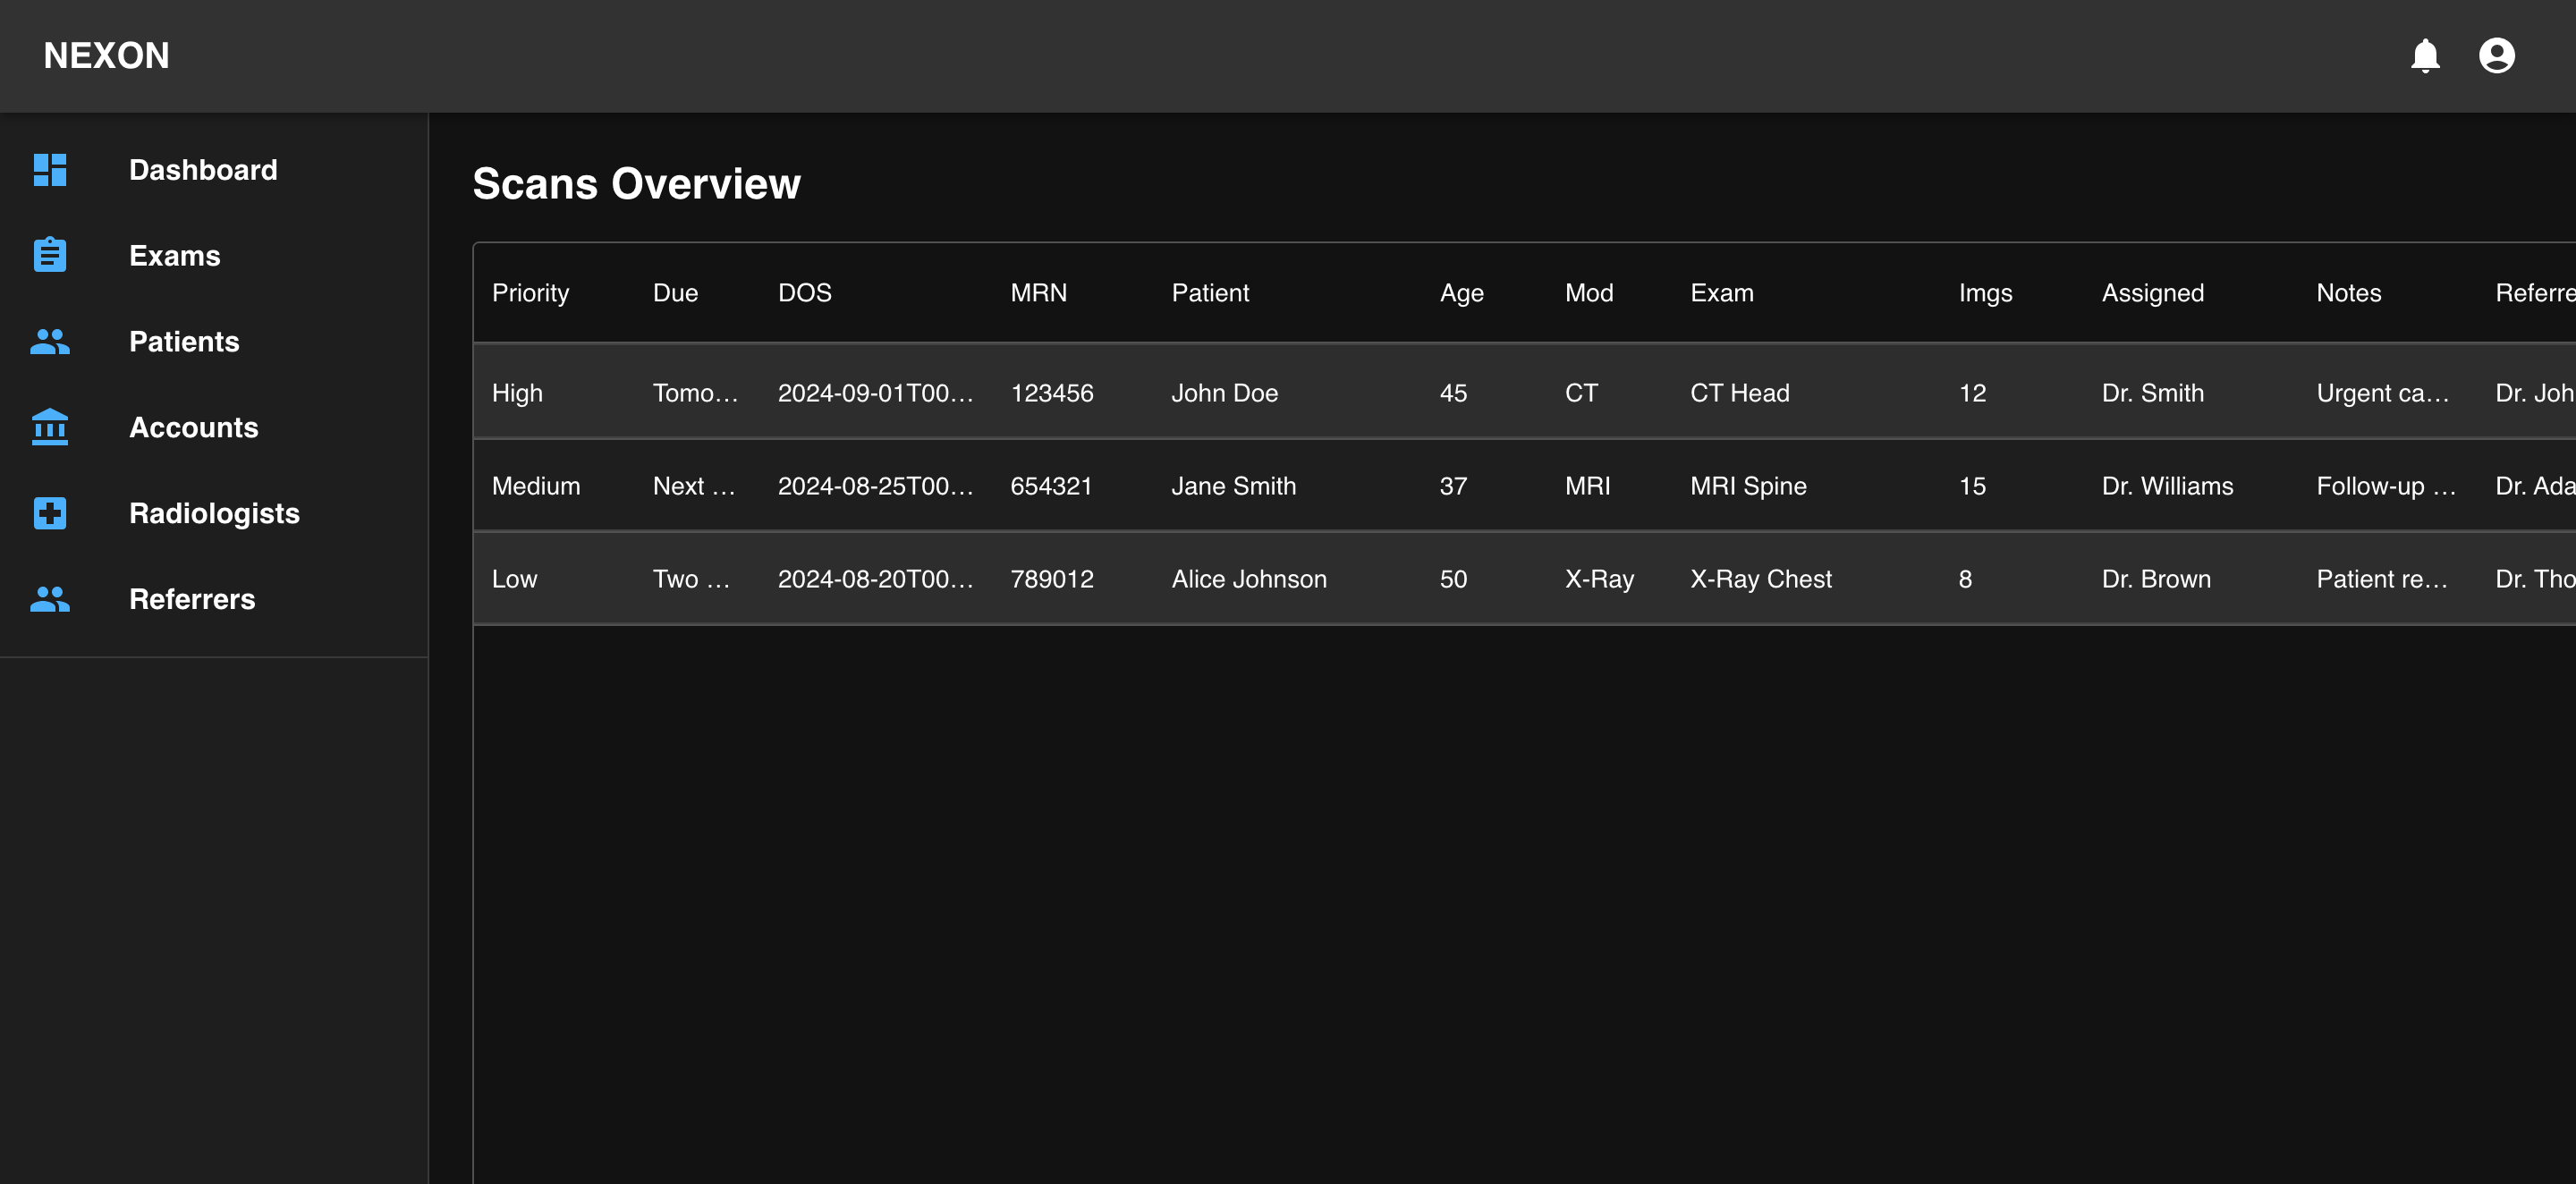 NEXON
Dashboard
Exams
Patients
Accounts
Radiologists
Referrers
Scans Overview
Priority Due DOS MRN Patient Age Mod Exam Imgs Assigned Notes Referre
High Tomo... 2024-09-01T00... 123456 John Doe 45 CT CT Head 12 Dr. Smith Urgent ca... Dr. Joh
Medium Next ... 2024-08-25T00... 654321 Jane Smith 37 MRI MRI Spine 15 Dr. Williams Follow-up ... Dr. Ada
Low Two ... 2024-08-20T00... 789012 Alice Johnson 50 X-Ray X-Ray Chest 8 Dr. Brown Patient re... Dr. Tho